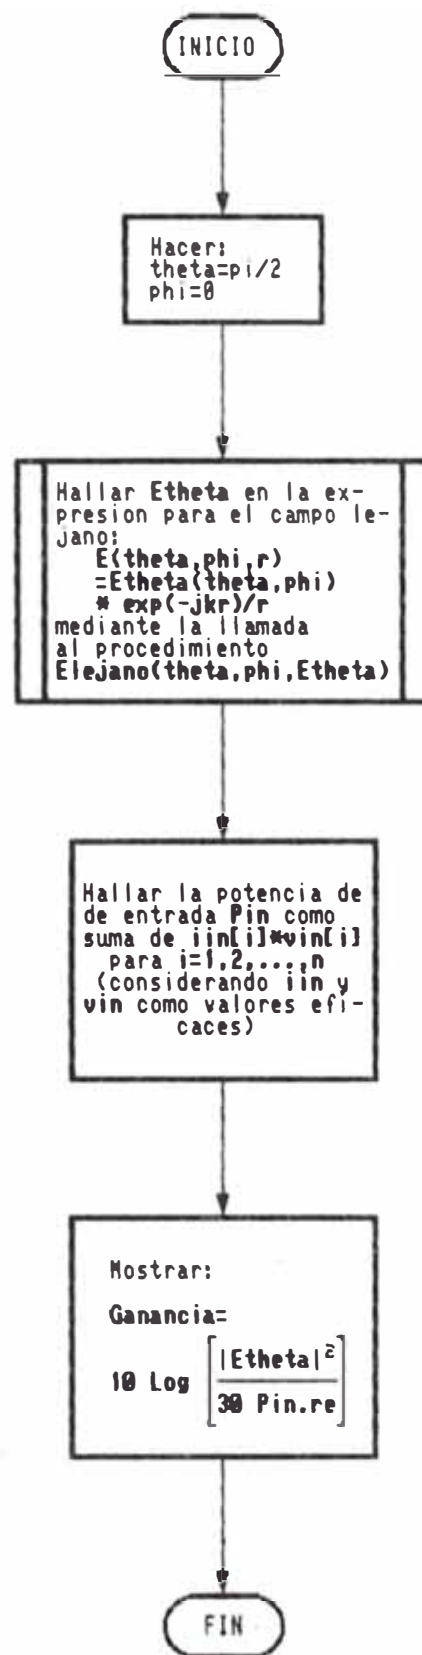 INICIO
Hacer:
theta=pi/2
phi=0
Hallar Etheta en la ex-
presion para el campo le-
jano:
E(theta,phi,r)
=Etheta(theta,phi)
* exp(-jkr)/r
mediante la llamada
al procedimiento
Elejano(theta,phi,Etheta)
Hallar la potencia de
de entrada Pin como
suma de iin[i]*vin[i]
para i=1,2,...,n
(considerando iin y
vin como valores efi-
caces)
Mostrar:
Ganancia=
10 Log [|Etheta|²
30 Pin.re]
FIN